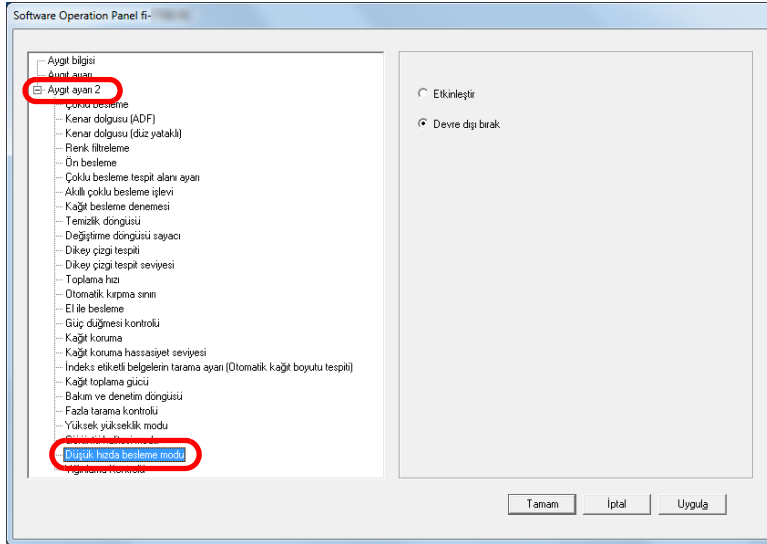 Software Operation Panel fi-
Aygıt bilgisi
Aygıt ayarı
Aygıt ayarı 2
Çoklu besleme
Kenar dolgusu (ADF)
Kenar dolgusu (düz yataklı)
Renk filtreleme
Ön besleme
Çoklu besleme tespit alanı ayarı
Akıllı çoklu besleme işlevi
Kağıt besleme denemesi
Temizlik döngüsü
Değiştirme döngüsü sayacı
Dikey çizgi tespiti
Dikey çizgi tespit seviyesi
Toplama hızı
Otomatik kırpma sınırı
El ile besleme
Güç düğmesi kontrolü
Kağıt koruma
Kağıt koruma hassasiyet seviyesi
İndeks etiketli belgelerin tarama ayarı (Otomatik kağıt boyutu tespiti)
Kağıt toplama gücü
Bakım ve denetim döngüsü
Fazla tarama kontrolü
Yüksek yükseklik modu
Görüntü kalitesi modu
Düşük hızda besleme modu
Yığınlama Kontrolü
Etkinleştir
Devre dışı bırak
Tamam
İptal
Uygula